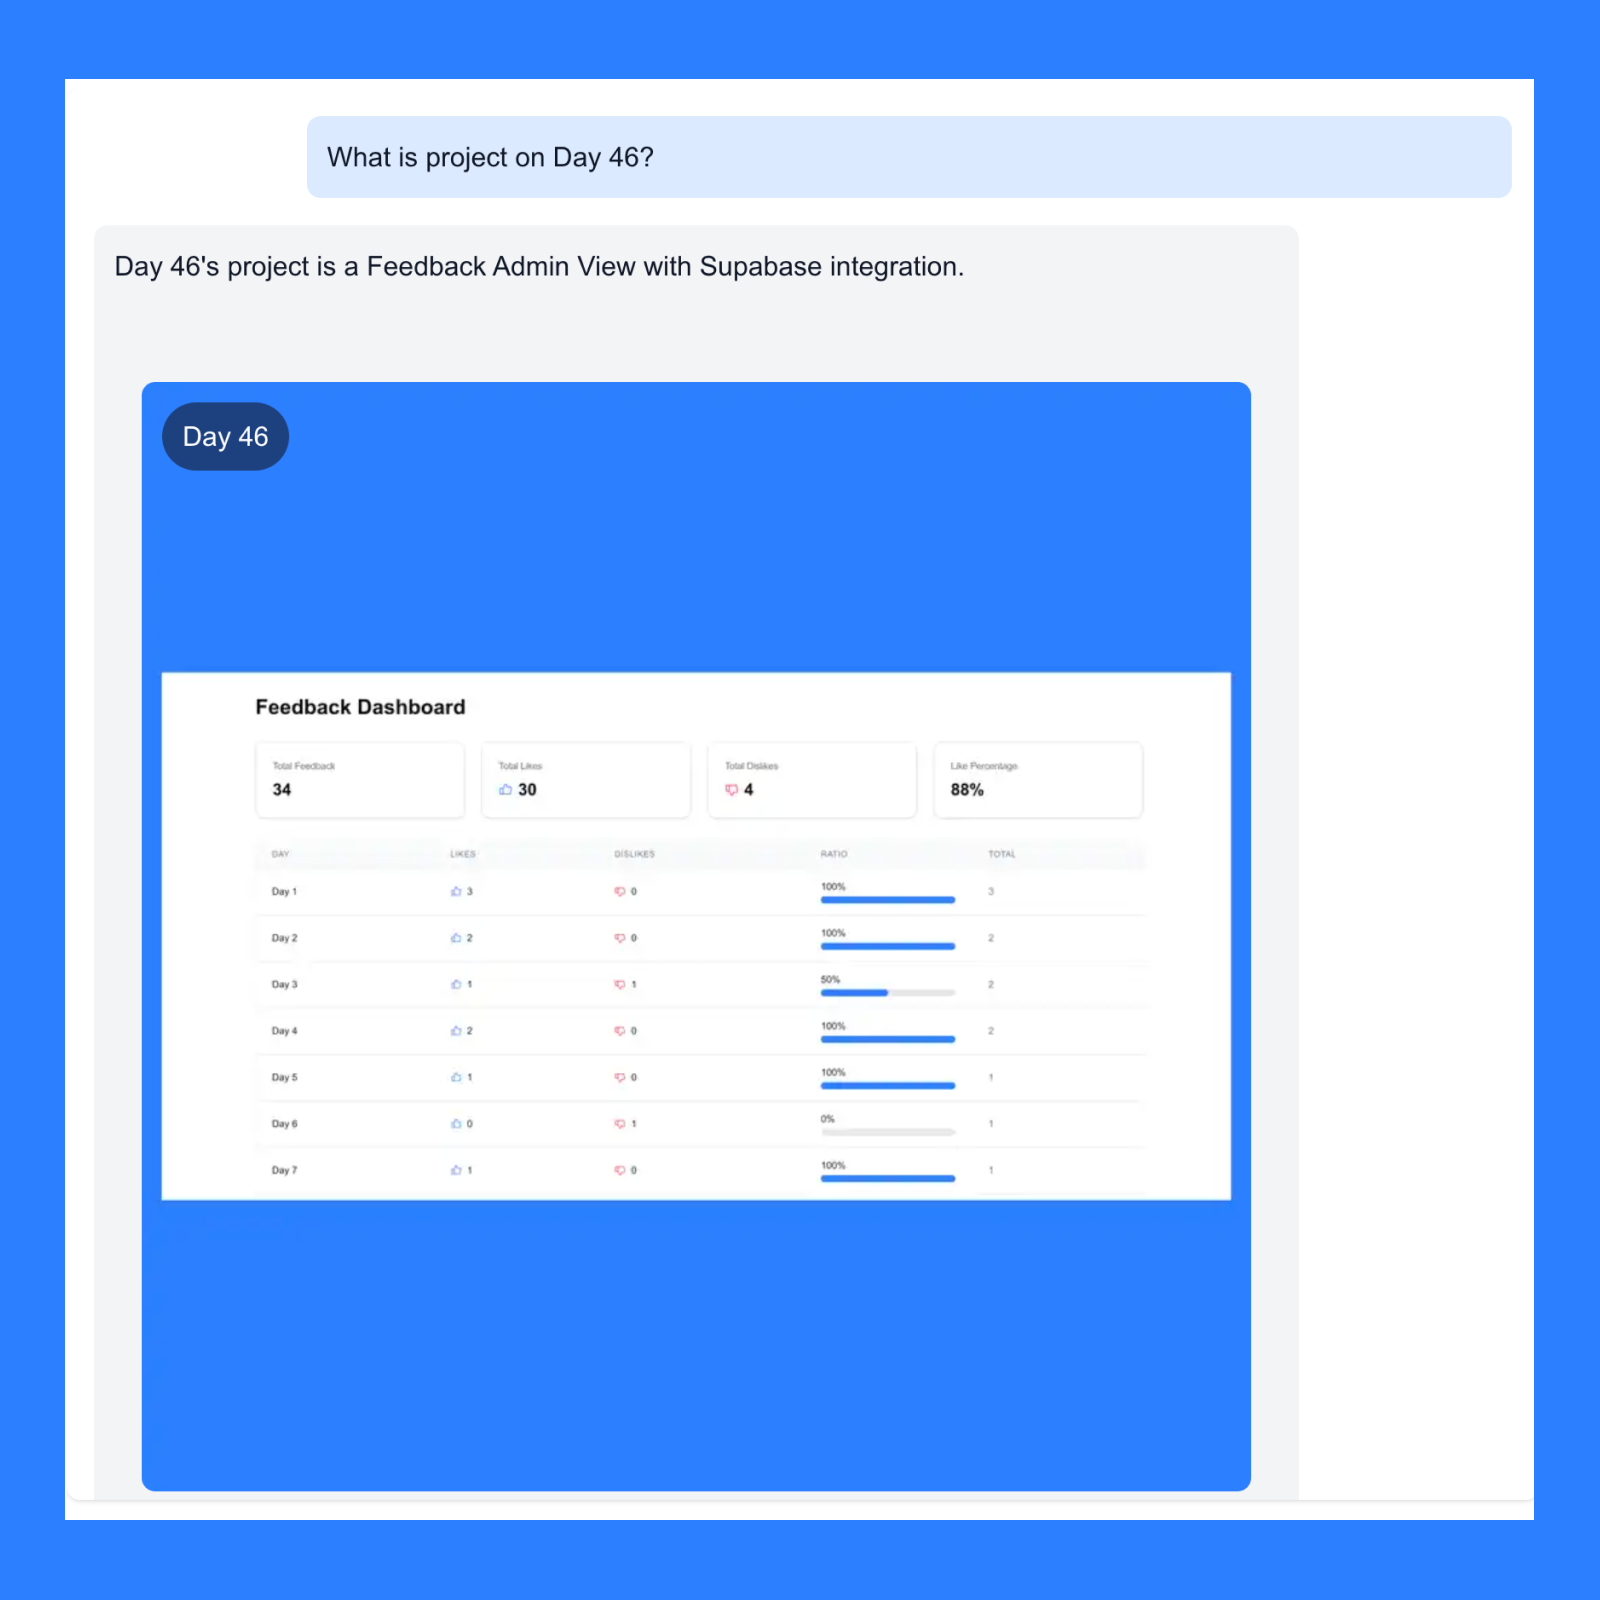 What is project on Day 46?
Day 46's project is a Feedback Admin View with Supabase integration.
Day 46
Feedback Dashboard
Total Feedback
34
Total Likes
30
Total Dislikes
4
Like Percentage
88%
DAY LIKES DISLIKES RATIO TOTAL
Day 1 3 0 100% 3
Day 2 2 0 100% 2
Day 3 1 1 50% 2
Day 4 2 0 100% 2
Day 5 1 0 100% 1
Day 6 0 1 0% 1
Day 7 1 0 100% 1